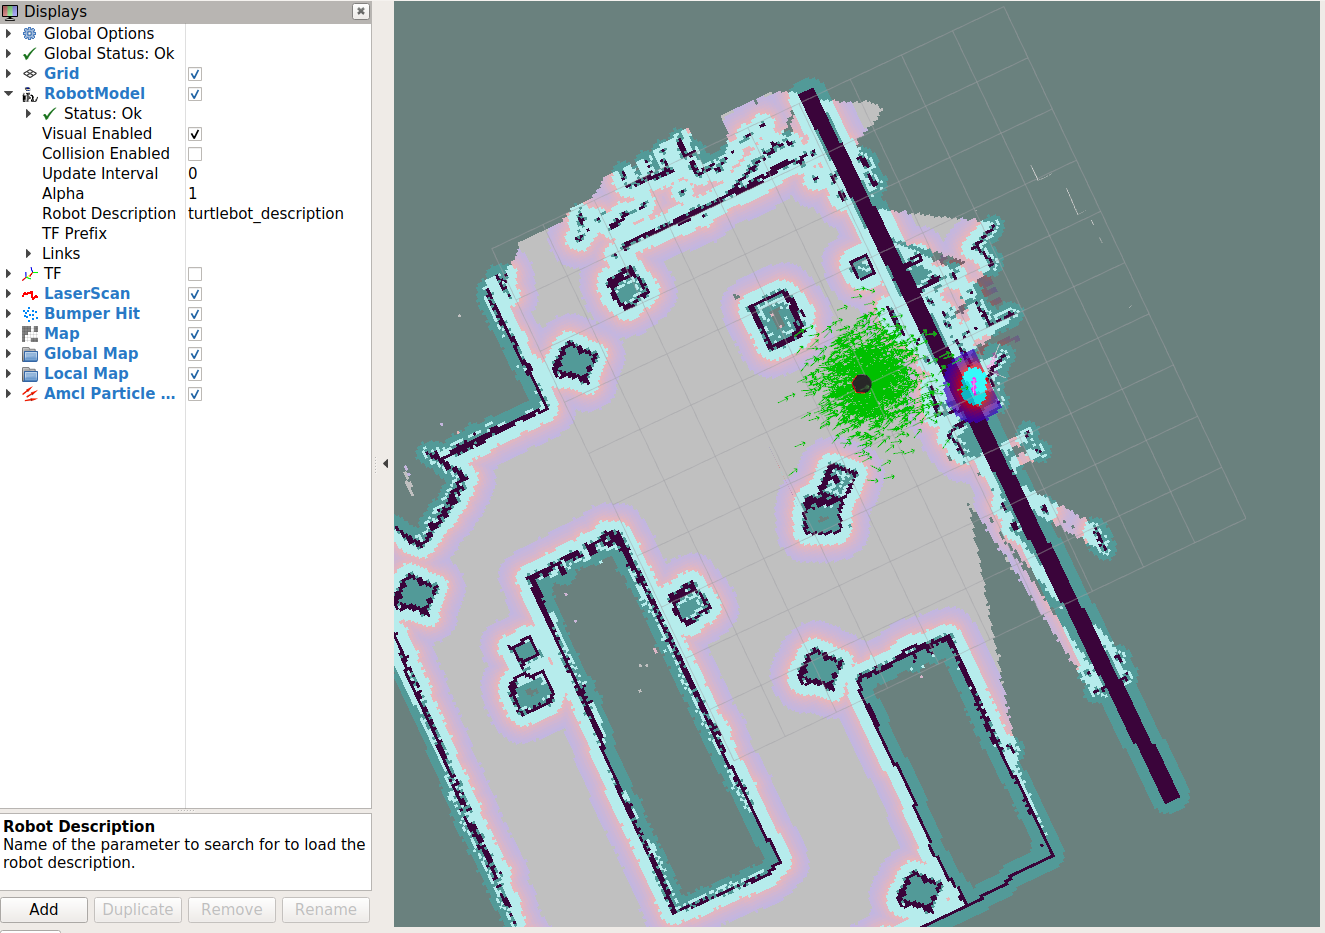 Displays
Global Options
Global Status: Ok
Grid
RobotModel
Status: Ok
Visual Enabled
Collision Enabled
Update Interval 0
Alpha 1
Robot Description turtlebot_description
TF Prefix
Links
TF
LaserScan
Bumper Hit
Map
Global Map
Local Map
Amcl Particle ...
Robot Description
Name of the parameter to search for to load the
robot description.
Add Duplicate Remove Rename